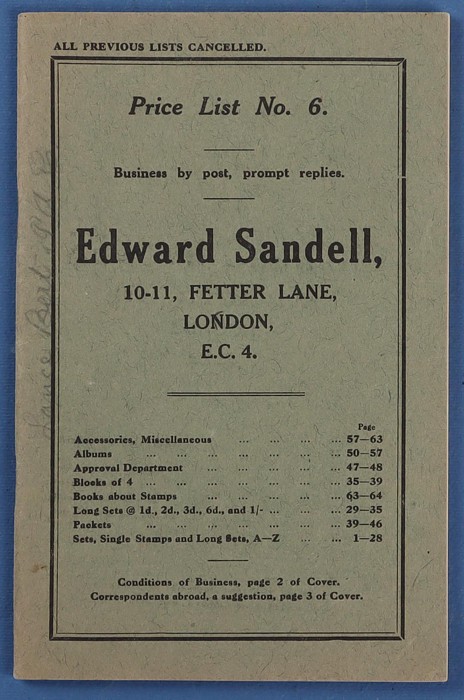 ALL PREVIOUS LISTS CANCELLED.
Price List No. 6.
Business by post, prompt replies.
Edward Sandell,
10-11, FETTER LANE,
LONDON,
E.C. 4.
Page
Accessories, Miscellaneous ... ... ... ... 57—63
Albums ... ... ... ... ... ... 50—57
Approval Department ... ... ... ... 47—48
Blocks of 4 ... ... ... ... ... ... 35—39
Books about Stamps ... ... ... ... 63—64
Long Sets @ 1d., 2d., 3d., 6d., and 1/- ... ... ... 29—35
Packets ... ... ... ... ... ... 39—46
Sets, Single Stamps and Long Sets, A—Z ... ... 1—28
Conditions of Business, page 2 of Cover.
Correspondents abroad, a suggestion, page 3 of Cover.